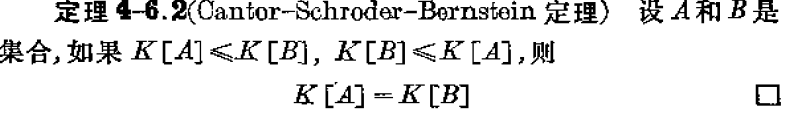 定理 4-6.2(Cantor-Schroder-Bernstein 定理) 设 A 和 B 是
集合,如果 K[A]≤K[B], K[B]≤K[A],则
K[A]=K[B] □